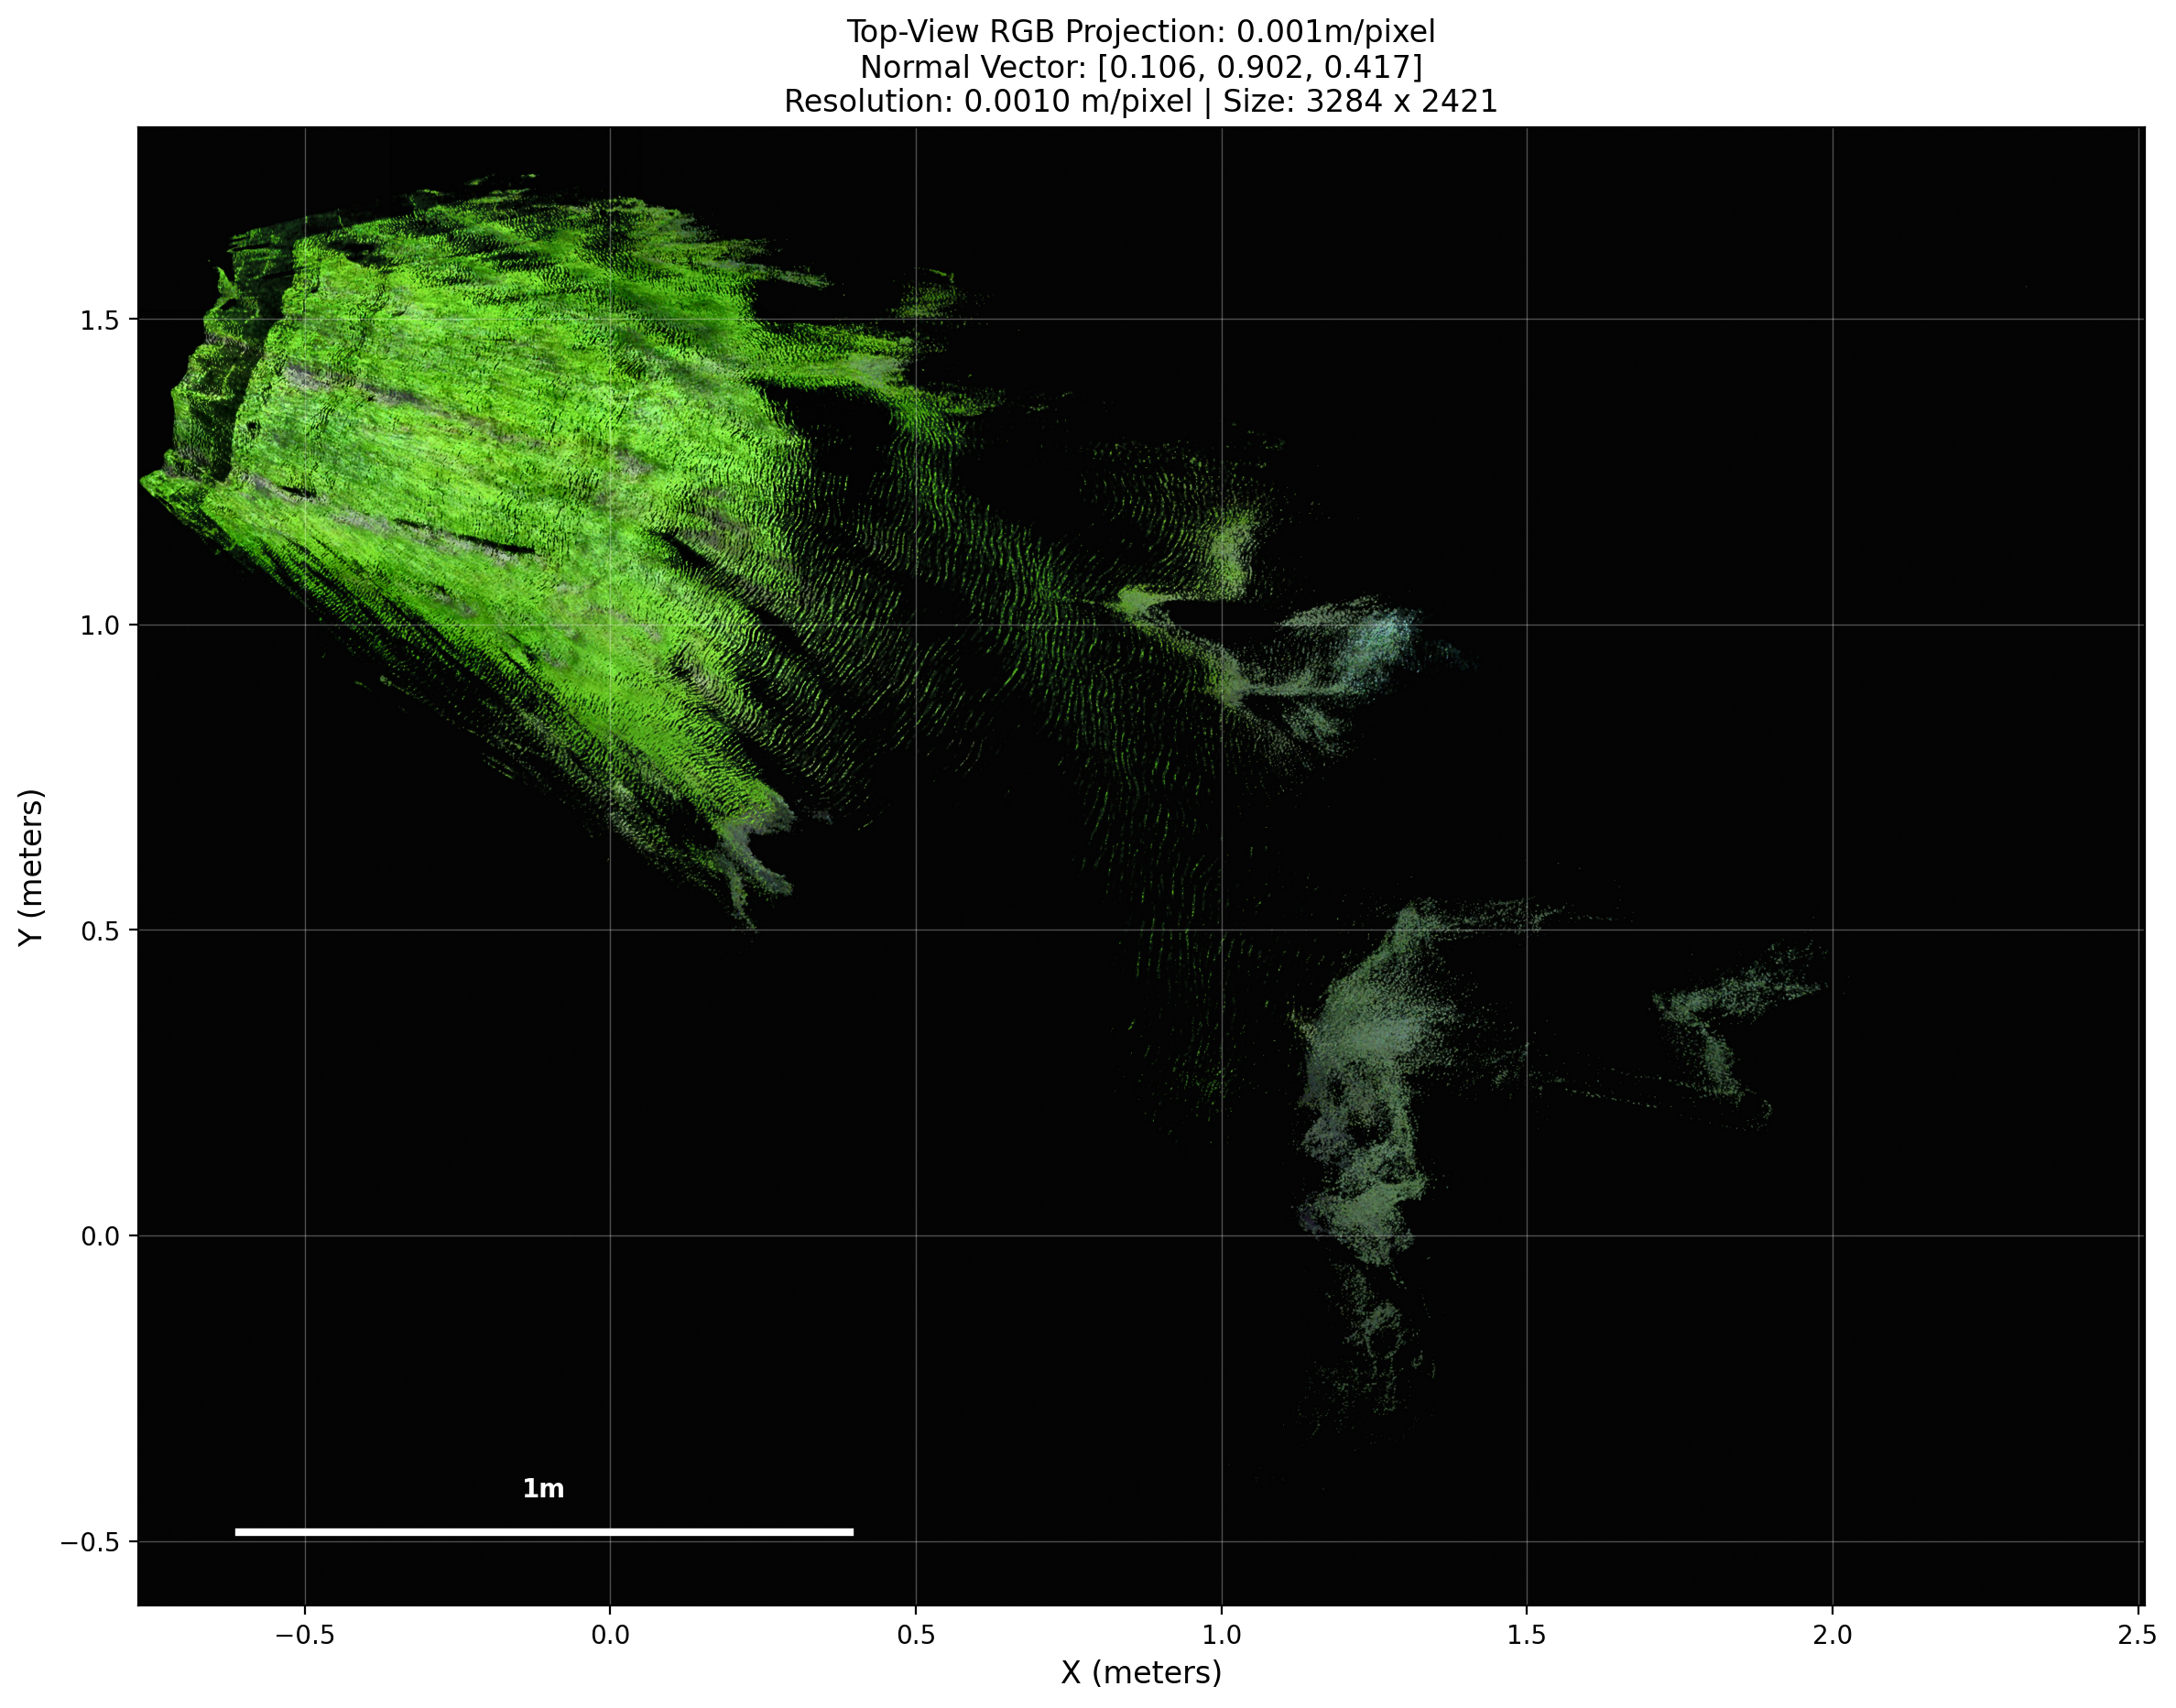 Top-View RGB Projection: 0.001m/pixel
Normal Vector: [0.106, 0.902, 0.417]
Resolution: 0.0010 m/pixel | Size: 3284 x 2421
Y (meters)
1.5
1.0
0.5
0.0
−0.5
1m
−0.5 0.0 0.5 1.0 1.5 2.0 2.5
X (meters)